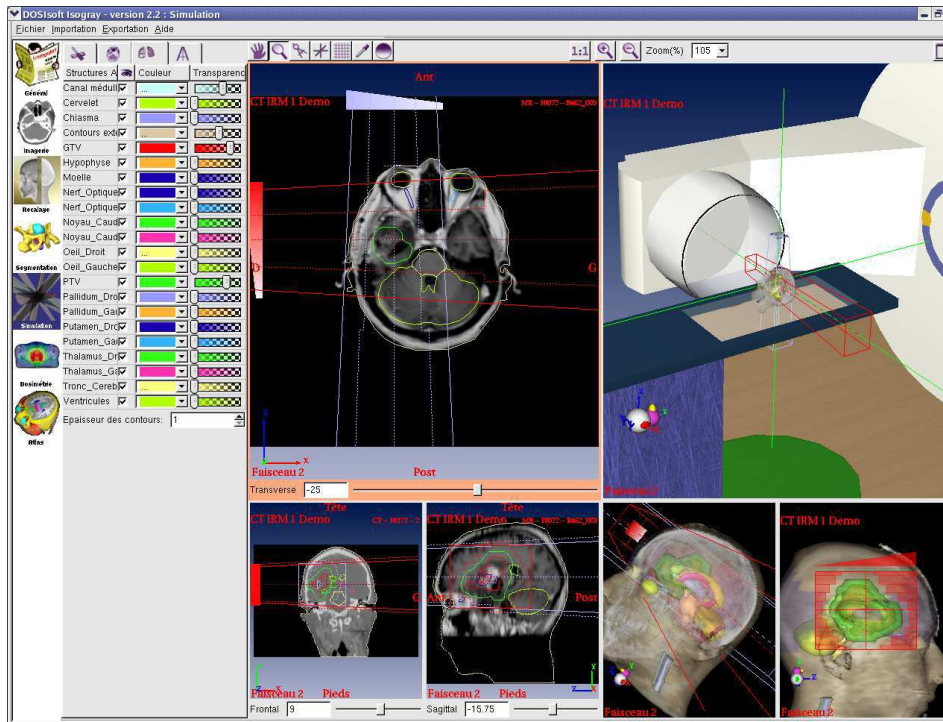 DOSIsoft Isogray - version 2.2 : Simulation
Fichier Importation Exportation Aide
1:1 Zoom(%) 105
Général
Imagerie
Recalage
Segmentation
Simulation
Dosimétrie
Atlas
Structures A Couleur Transparenc
Canal médull ...
Cervelet
Chiasma
Contours exte ...
GTV
Hypophyse
Moelle
Nerf_Optique
Nerf_Optique
Noyau_Caud
Noyau_Caud
Oeil_Droit
Oeil_Gauche
PTV
Pallidum_Dro
Pallidum_Gau
Putamen_Dro
Putamen_Gau
Thalamus_Dr
Thalamus_Ga
Tronc_Cereb ...
Ventricules
Epaisseur des contours: 1
Ant
CT IRM 1 Demo
D
G
z
x
Faisceau 2
Post
Transverse -25
CT IRM 1 Demo
z
x
Faisceau 2
CT IRM 1 Demo
G
Faisceau 2
Pieds
Frontal 9
Tête
Tête
CT IRM 1 Demo
Ant
Post
Faisceau 2
Pieds
Sagittal -15.75
Faisceau 2
CT IRM 1 Demo
z
Faisceau 2